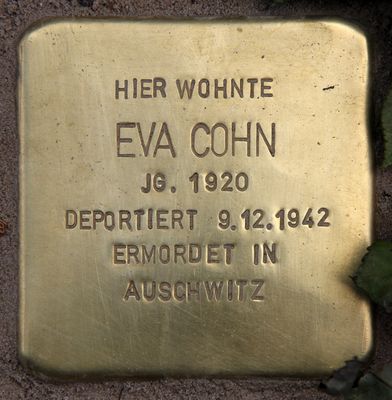 HIER WOHNTE
EVA COHN
JG. 1920
DEPORTIERT 9.12.1942
ERMORDET IN
AUSCHWITZ